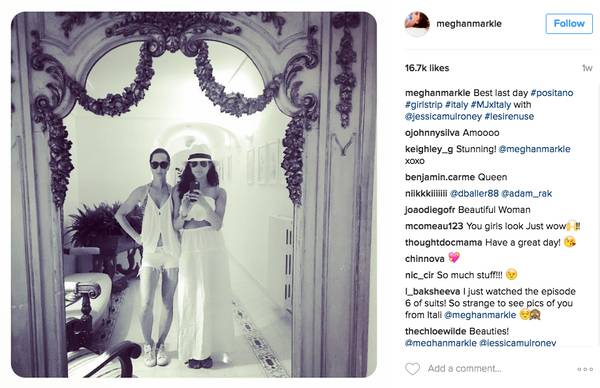 meghanmarkle
Follow
16.7k likes
1w
meghanmarkle Best last day #positano
#girlstrip #italy #MJxItaly with
@jessicamulroney #lesirenuse
ojohnnysilva Amoooo
keighley_g Stunning! @meghanmarkle
xoxo
benjamin.carme Queen
niikkkiiiiiii @dballer88 @adam_rak
joaodiegofr Beautiful Woman
mcomeau123 You girls look Just wow🙌‼
thoughtdocmama Have a great day! 😘
chinnova 💖
nic_cir So much stuff!!! 😣
l_baksheeva I just watched the episode
6 of suits! So strange to see pics of you
from Itali @meghanmarkle 😣🙈
thechloewilde Beauties!
@meghanmarkle @jessicamulroney
Add a comment...